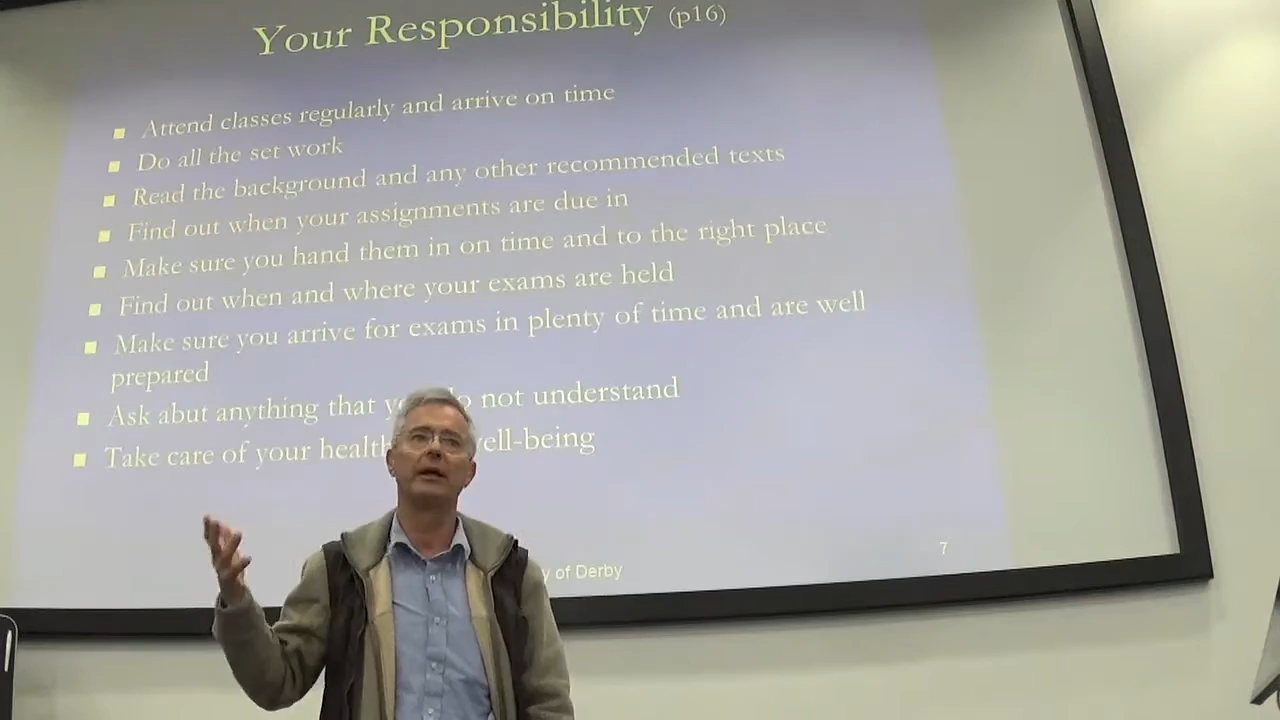 Your Responsibility (p16)
Attend classes regularly and arrive on time
Do all the set work
Read the background and any other recommended texts
Find out when your assignments are due in
Make sure you hand them in on time and to the right place
Find out when and where your exams are held
Make sure you arrive for exams in plenty of time and are well
prepared
Ask abut anything that not understand
Take care of your health
of Derby
7